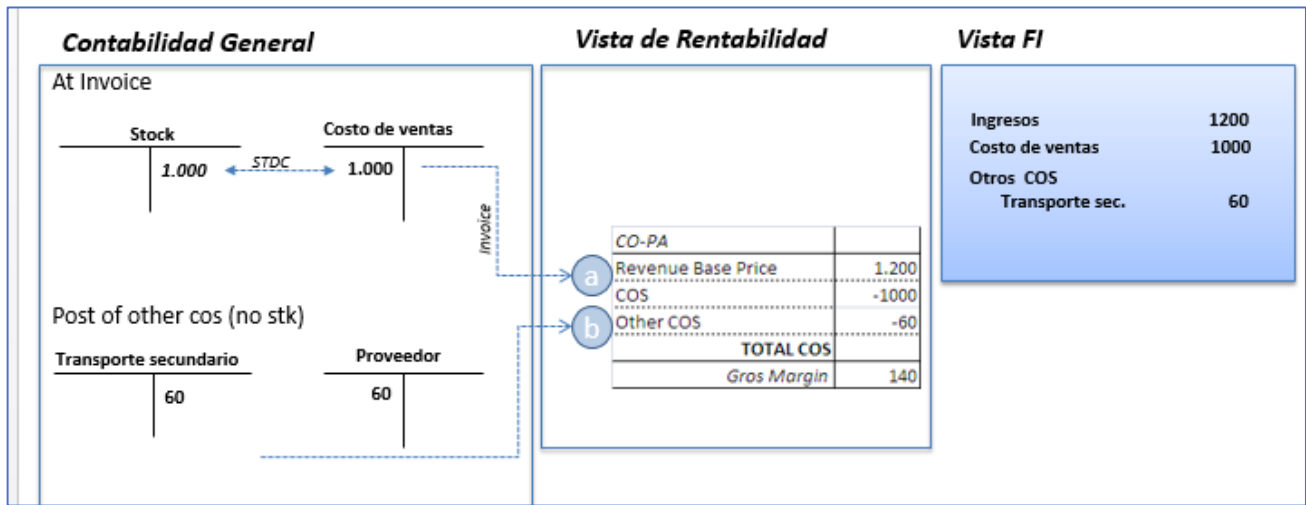 Contabilidad General
Vista de Rentabilidad
Vista FI
At Invoice
Stock
Costo de ventas
1.000
STDC
1.000
Invoice
Post of other cos (no stk)
Transporte secundario
Proveedor
60
60
a
b
CO-PA
Revenue Base Price 1.200
COS -1000
Other COS -60
TOTAL COS
Gros Margin 140
Ingresos 1200
Costo de ventas 1000
Otros COS
Transporte sec. 60